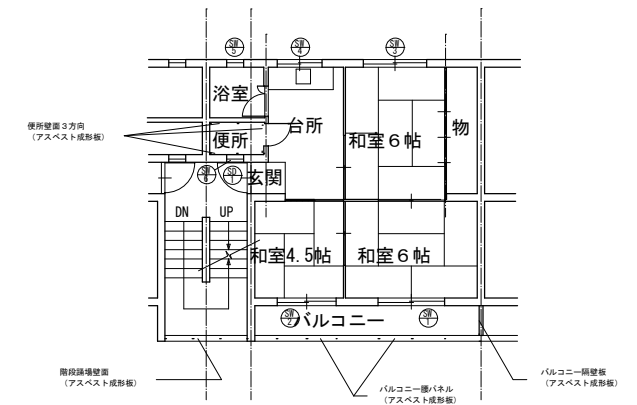 SW
5
SW
4
SW
3
浴室
便所壁面３方向
（アスベスト成形板）
便所
台所
和室６帖
物
SW
6
SD
1
玄関
DN
UP
和室4.5帖
和室６帖
SW
2
バルコニー
SW
1
階段踊場壁面
（アスベスト成形板）
バルコニー腰パネル
（アスベスト成形板）
バルコニー隔壁板
（アスベスト成形板）